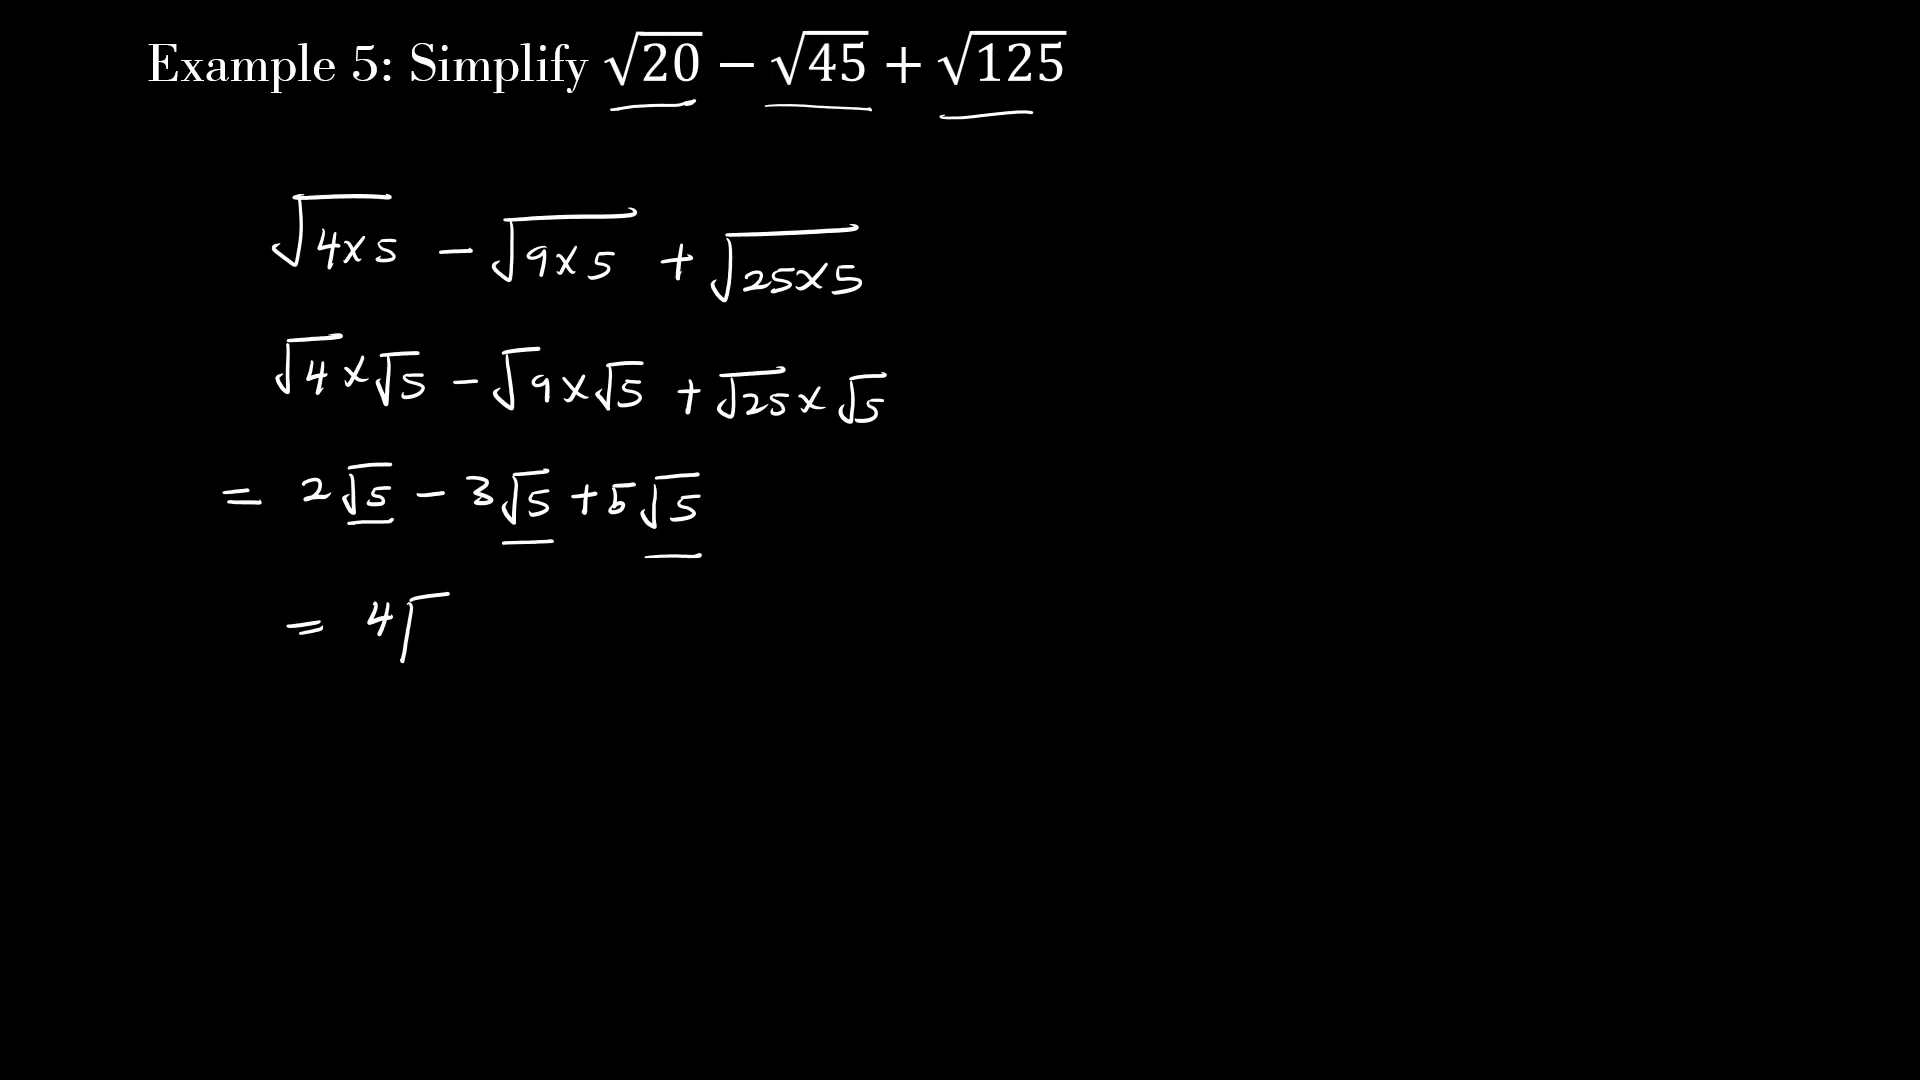 Example 5: Simplify √20 − √45 + √125
√4×5 − √9×5 + √25×5
√4 × √5 − √9 × √5 + √25 × √5
= 2√5 − 3√5 + 5√5
= 4√